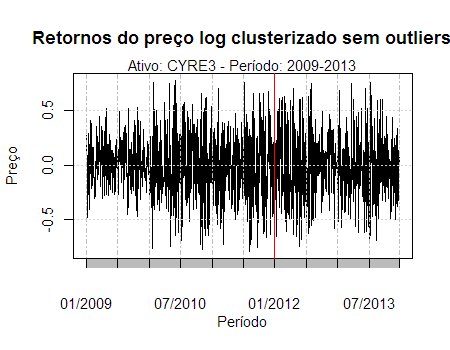 Retornos do preço log clusterizado sem outliers
Ativo: CYRE3 - Período: 2009-2013
Preço
0.5
0.0
-0.5
01/2009
07/2010
01/2012
07/2013
Período